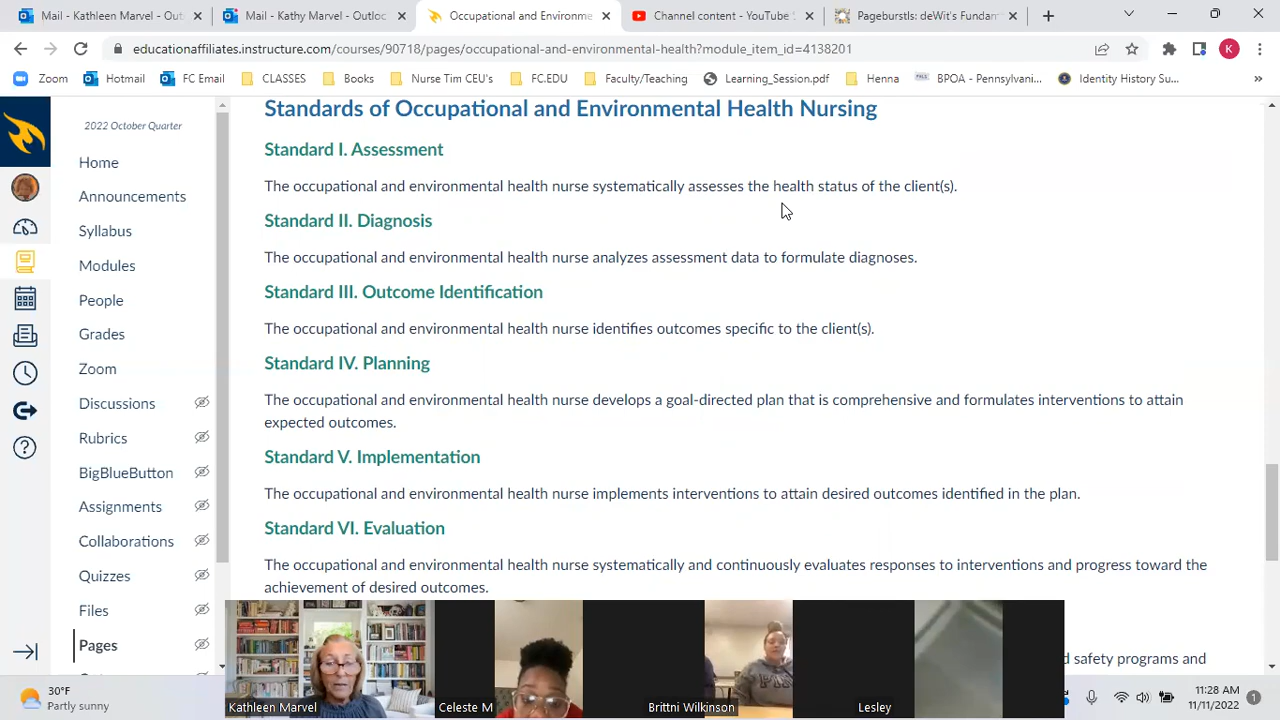 Mail - Kathleen Marvel - Out
Mail - Kathy Marvel - Outloc
Occupational and Environme
Channel content - YouTube S
Pageburstls: deWit's Fundan
educationaffiliates.instructure.com/courses/90718/pages/occupational-and-environmental-health?module_item_id=4138201
K
Zoom
Hotmail
FC Email
CLASSES
Books
Nurse Tim CEU's
FC.EDU
Faculty/Teaching
Learning_Session.pdf
Henna
BPOA - Pennsylvani...
Identity History Su...
2022 October Quarter
Home
Announcements
Syllabus
Modules
People
Grades
Zoom
Discussions
Rubrics
BigBlueButton
Assignments
Collaborations
Quizzes
Files
Pages
Standards of Occupational and Environmental Health Nursing
Standard I. Assessment
The occupational and environmental health nurse systematically assesses the health status of the client(s).
Standard II. Diagnosis
The occupational and environmental health nurse analyzes assessment data to formulate diagnoses.
Standard III. Outcome Identification
The occupational and environmental health nurse identifies outcomes specific to the client(s).
Standard IV. Planning
The occupational and environmental health nurse develops a goal-directed plan that is comprehensive and formulates interventions to attain
expected outcomes.
Standard V. Implementation
The occupational and environmental health nurse implements interventions to attain desired outcomes identified in the plan.
Standard VI. Evaluation
The occupational and environmental health nurse systematically and continuously evaluates responses to interventions and progress toward the
achievement of desired outcomes.
d safety programs and
Kathleen Marvel
Celeste M
Brittni Wilkinson
Lesley
30°F
Partly sunny
11:28 AM
11/11/2022
1